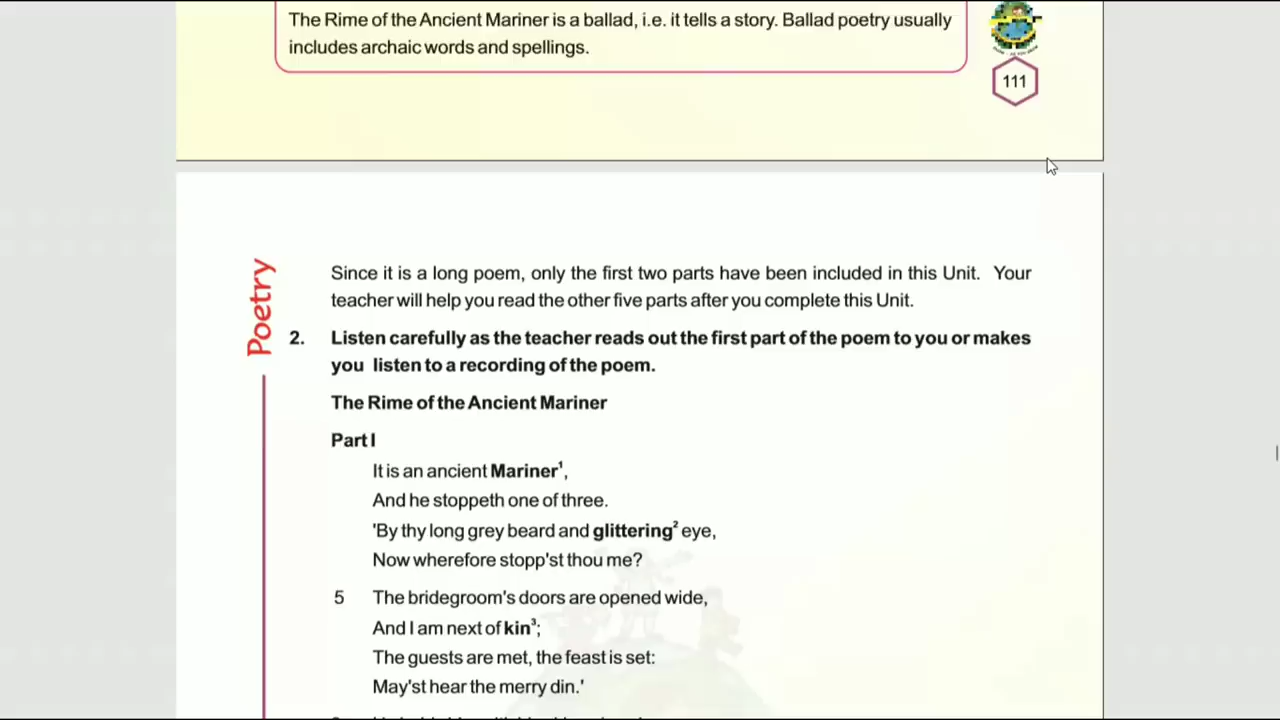 The Rime of the Ancient Mariner is a ballad, i.e. it tells a story. Ballad poetry usually
includes archaic words and spellings.
111
Poetry
Since it is a long poem, only the first two parts have been included in this Unit. Your
teacher will help you read the other five parts after you complete this Unit.
2. Listen carefully as the teacher reads out the first part of the poem to you or makes
you listen to a recording of the poem.
The Rime of the Ancient Mariner
Part I
It is an ancient Mariner¹,
And he stoppeth one of three.
'By thy long grey beard and glittering² eye,
Now wherefore stopp'st thou me?
5 The bridegroom's doors are opened wide,
And I am next of kin³;
The guests are met, the feast is set:
May'st hear the merry din.'